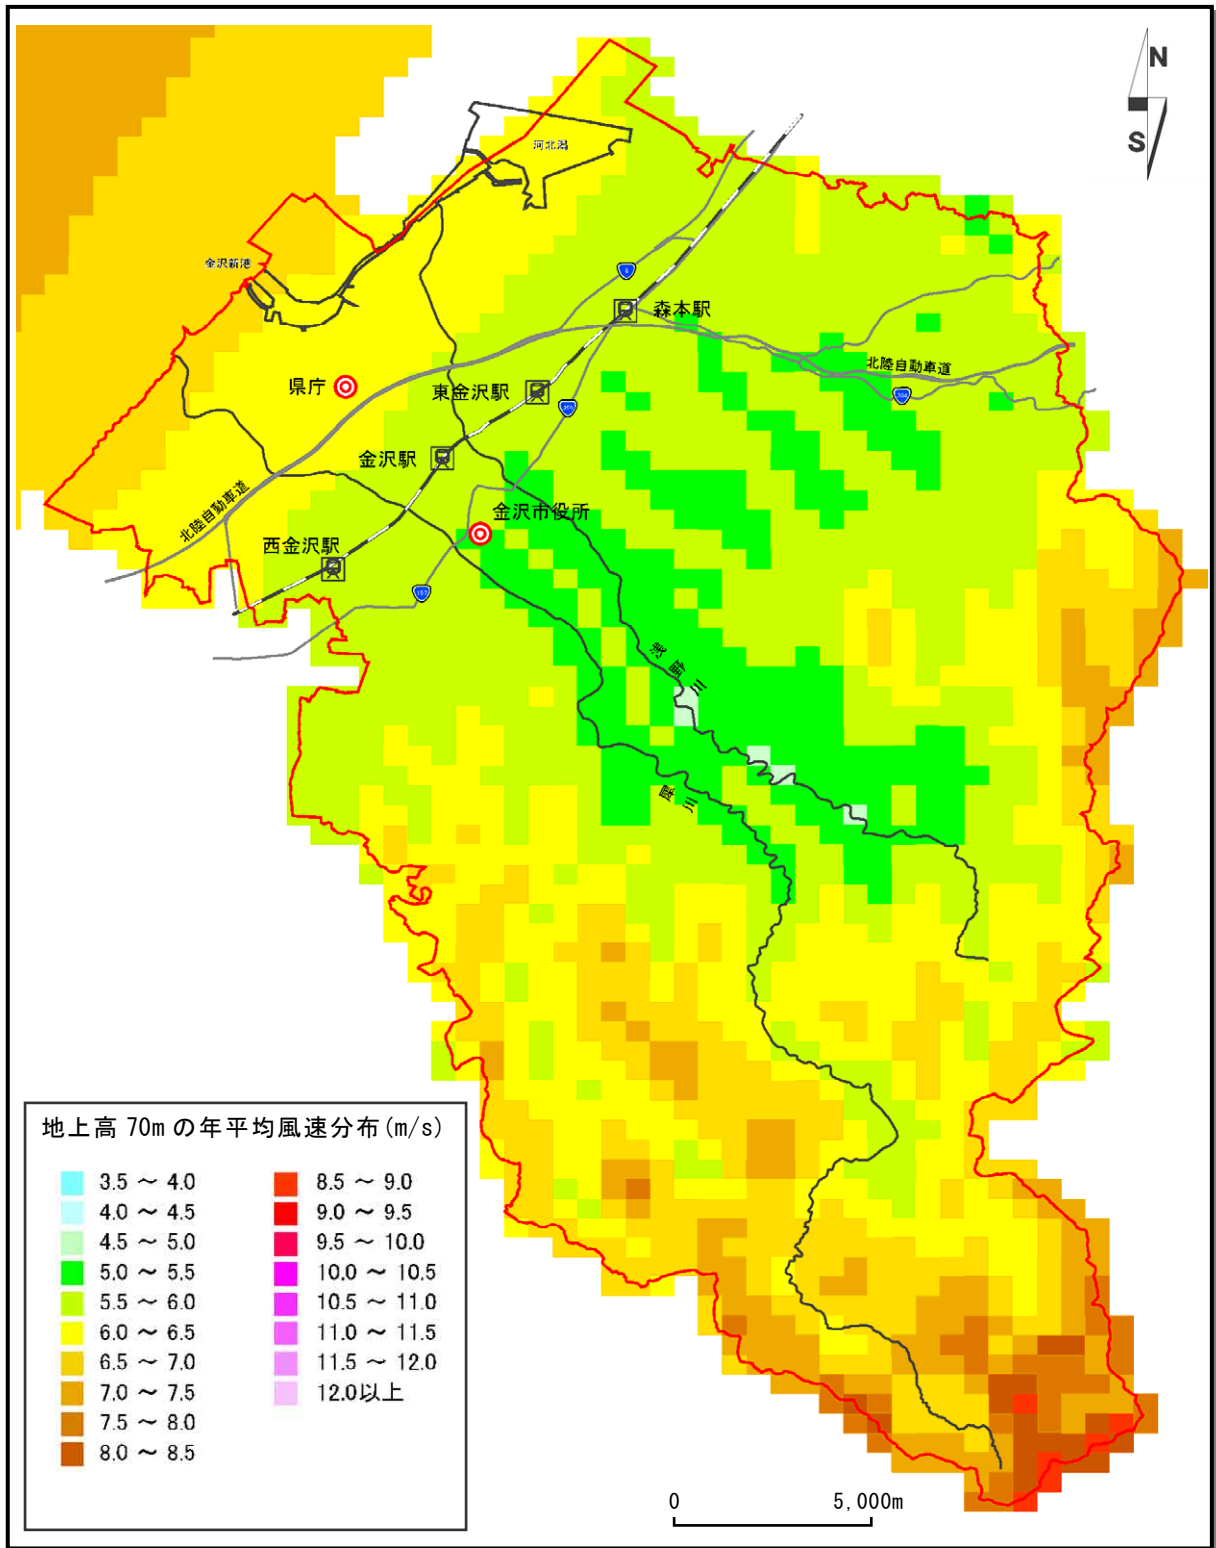 N
S
河北潟
金沢新港
8
森本駅
県庁
東金沢駅
北陸自動車道
金沢駅
北陸自動車道
金沢市役所
西金沢駅
157
浅野川
犀川
地上高 70m の年平均風速分布(m/s)
3.5 ~ 4.0
4.0 ~ 4.5
4.5 ~ 5.0
5.0 ~ 5.5
5.5 ~ 6.0
6.0 ~ 6.5
6.5 ~ 7.0
7.0 ~ 7.5
7.5 ~ 8.0
8.0 ~ 8.5
8.5 ~ 9.0
9.0 ~ 9.5
9.5 ~ 10.0
10.0 ~ 10.5
10.5 ~ 11.0
11.0 ~ 11.5
11.5 ~ 12.0
12.0以上
0 5,000m